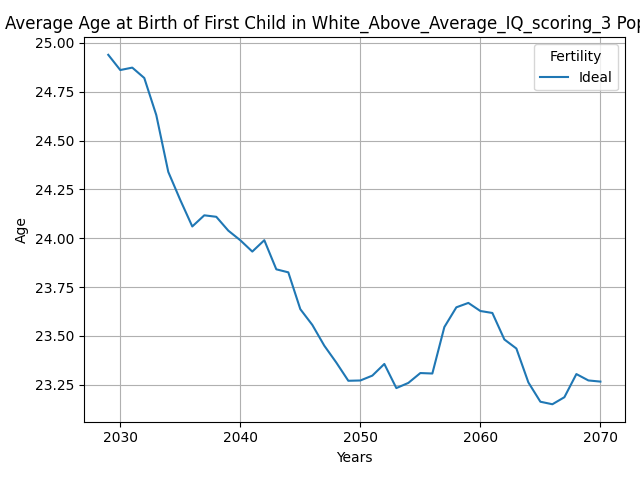 Average Age at Birth of First Child in White_Above_Average_IQ_scoring_3 Pop
Fertility
Ideal
25.00
24.75
24.50
24.25
24.00
23.75
23.50
23.25
Age
2030 2040 2050 2060 2070
Years